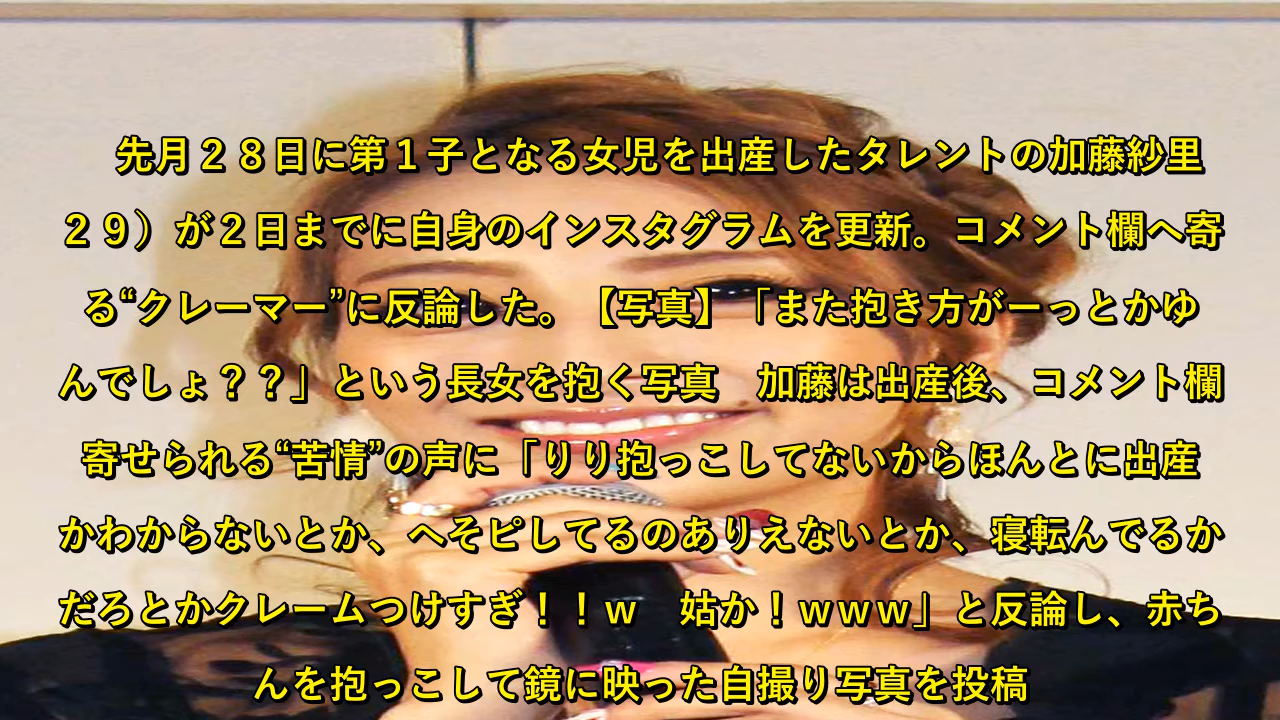 先月２８日に第１子となる女児を出産したタレントの加藤紗里
２９）が２日までに自身のインスタグラムを更新。コメント欄へ寄
る“クレーマー”に反論した。【写真】「また抱き方がーっとかゆ
んでしょ？？」という長女を抱く写真　加藤は出産後、コメント欄
寄せられる“苦情”の声に「りり抱っこしてないからほんとに出産
かわからないとか、へそピしてるのありえないとか、寝転んでるか
だろとかクレームつけすぎ！！ｗ　姑か！ｗｗｗ」と反論し、赤ち
んを抱っこして鏡に映った自撮り写真を投稿